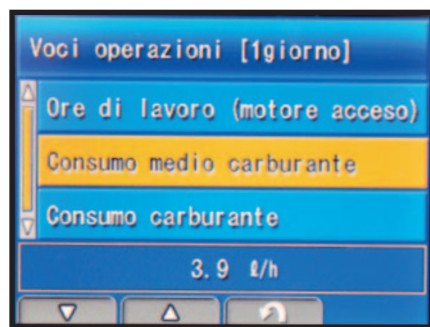 Voci operazioni [1giorno]
Ore di lavoro (motore acceso)
Consumo medio carburante
Consumo carburante
3.9 ℓ/h